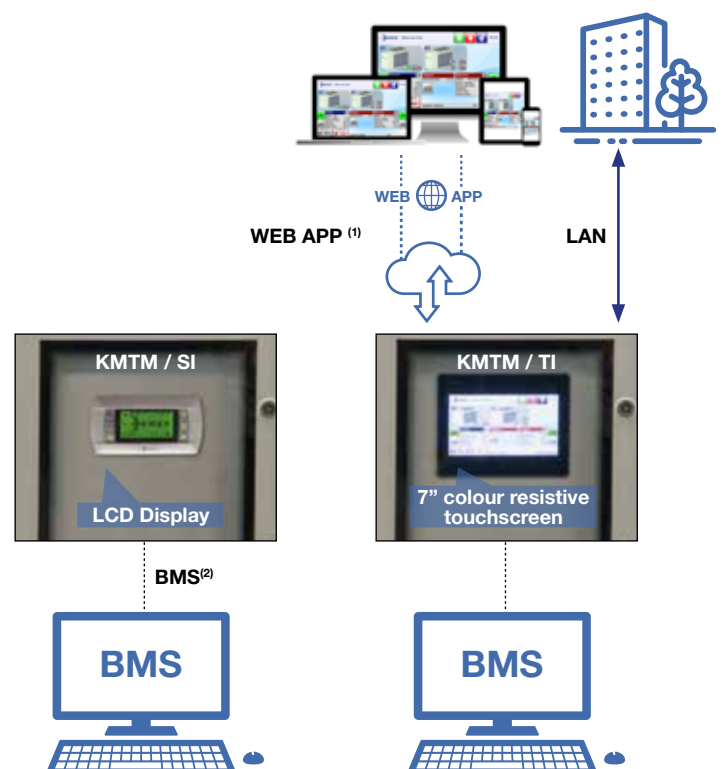 WEB APP
WEB APP (1)
LAN
KMTM / SI
KMTM / TI
LCD Display
7” colour resistive
touchscreen
BMS(2)
BMS
BMS